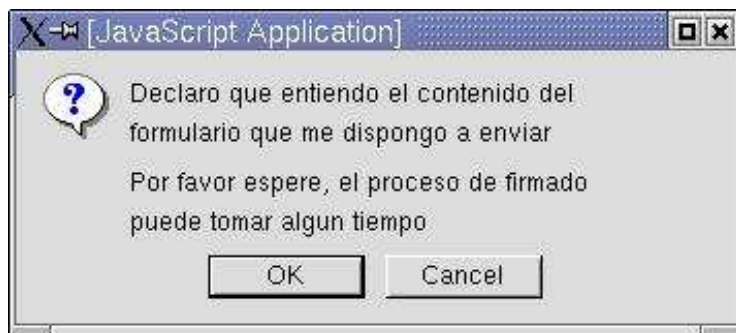 [JavaScript Application]
Declaro que entiendo el contenido del
formulario que me dispongo a enviar
Por favor espere, el proceso de firmado
puede tomar algun tiempo
OK Cancel